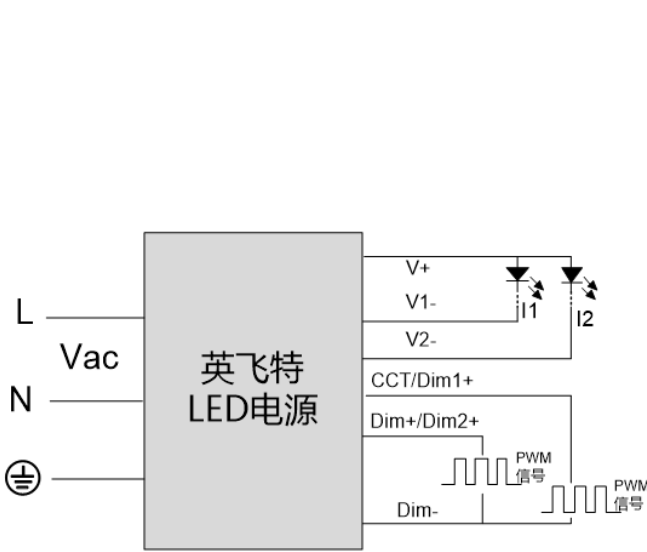 V+
V1-
I1
I2
L
V2-
Vac
英飞特
LED电源
CCT/Dim1+
N
Dim+/Dim2+
PWM
信号
PWM
信号
Dim-